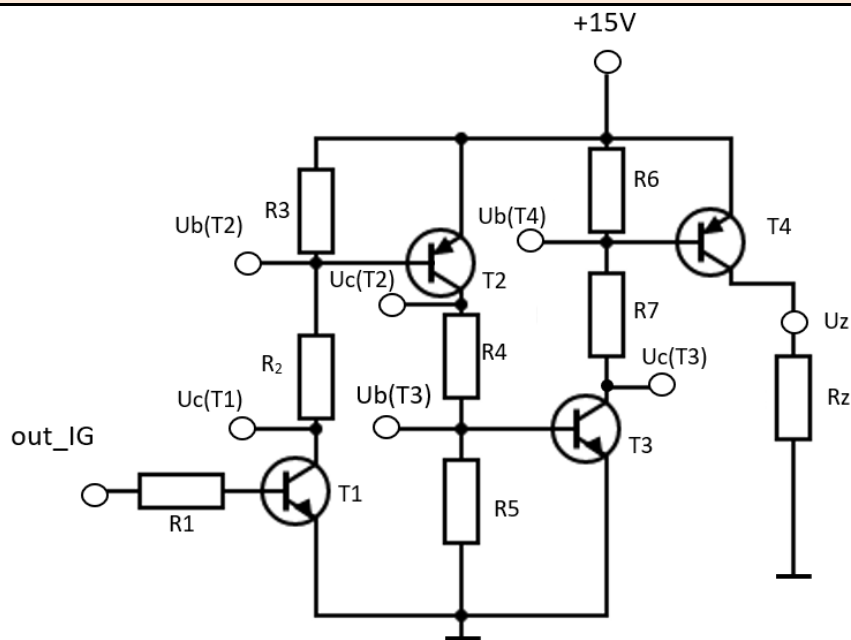 +15V
R6
R3
Ub(T4)
T4
Ub(T2)
Uc(T2)
T2
R7
Uz
R4
Uc(T3)
R₂
Uc(T1)
Ub(T3)
Rz
out_IG
T3
T1
R5
R1